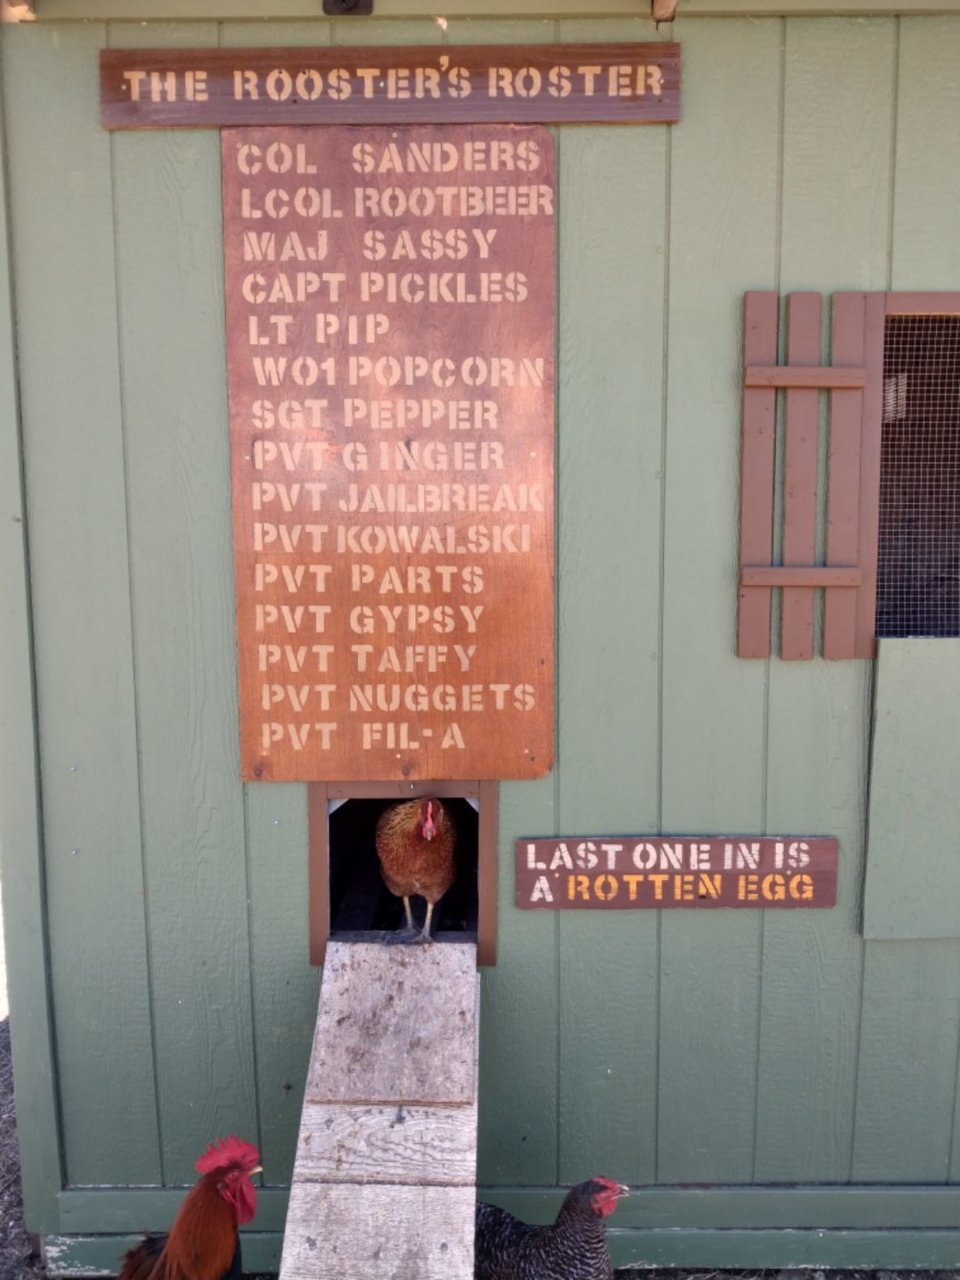 THE ROOSTER'S ROSTER
COL SANDERS
LCOL ROOTBEER
MAJ SASSY
CAPT PICKLES
LT PIP
WO1 POPCORN
SGT PEPPER
PVT GINGER
PVT JAILBREAK
PVT KOWALSKI
PVT PARTS
PVT GYPSY
PVT TAFFY
PVT NUGGETS
PVT FIL-A
LAST ONE IN IS
A ROTTEN EGG